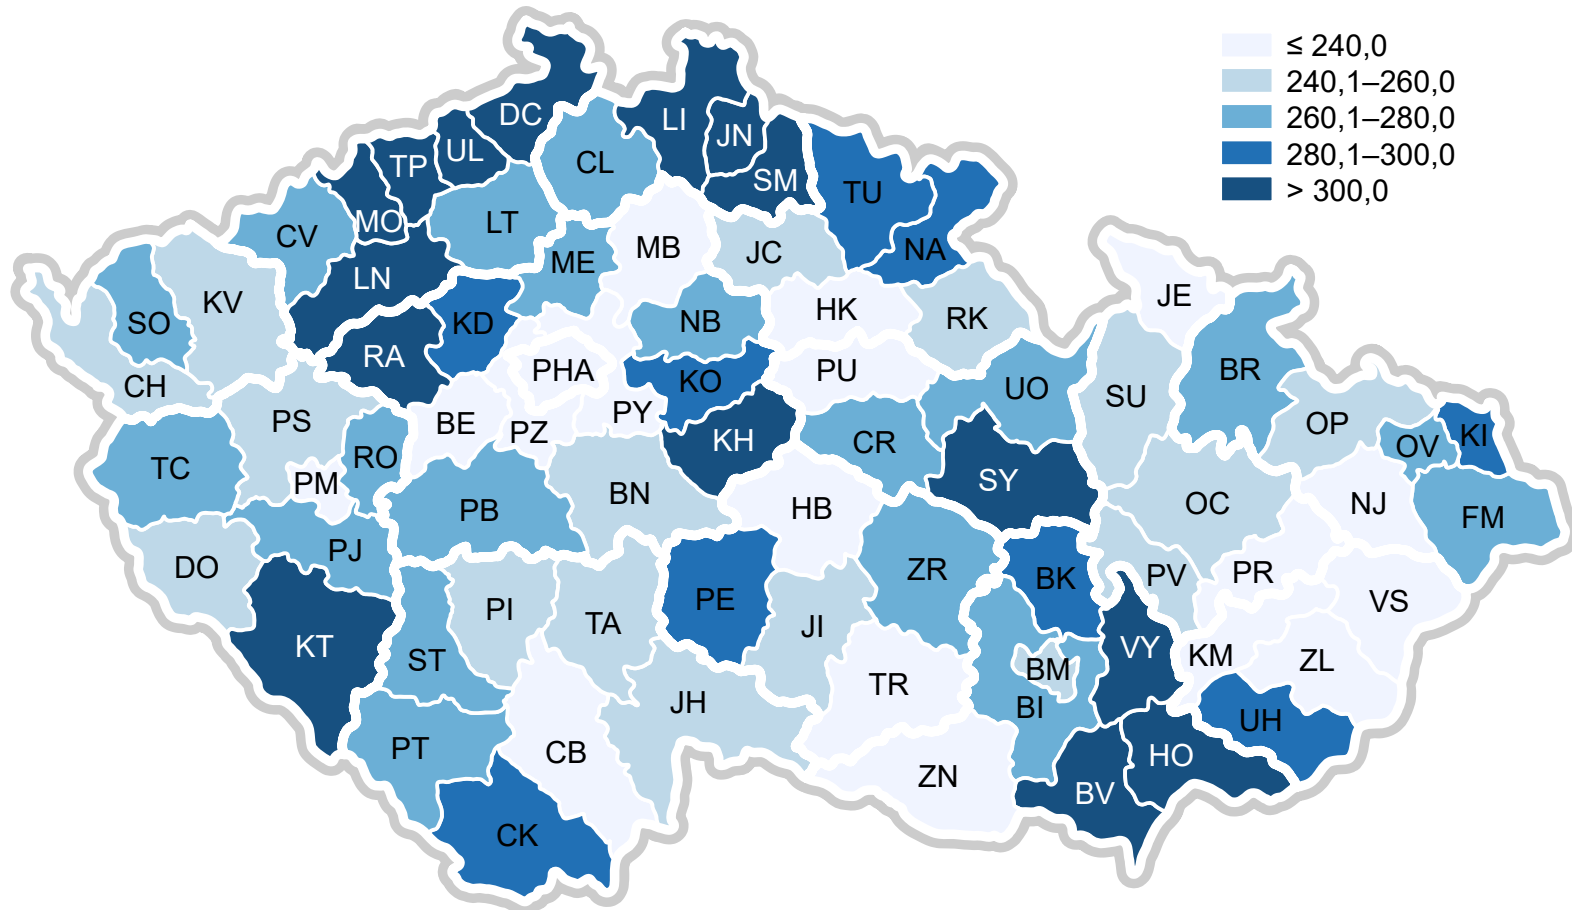 ≤ 240,0
240,1–260,0
260,1–280,0
280,1–300,0
> 300,0
DC
LI
JN
UL
TP
CL
SM
TU
MO
LT
CV
MB
JC
NA
ME
LN
JE
KV
SO
KD
NB
HK
RK
RA
PHA
KO
PU
BR
CH
UO
SU
PS
BE
PZ
PY
KH
CR
OP
OV
KI
TC
RO
PM
BN
SY
PB
HB
OC
NJ
FM
DO
PJ
ZR
BK
PV
PR
PI
TA
PE
JI
VS
KT
ST
BM
VY
KM
ZL
TR
JH
BI
UH
PT
CB
ZN
HO
BV
CK